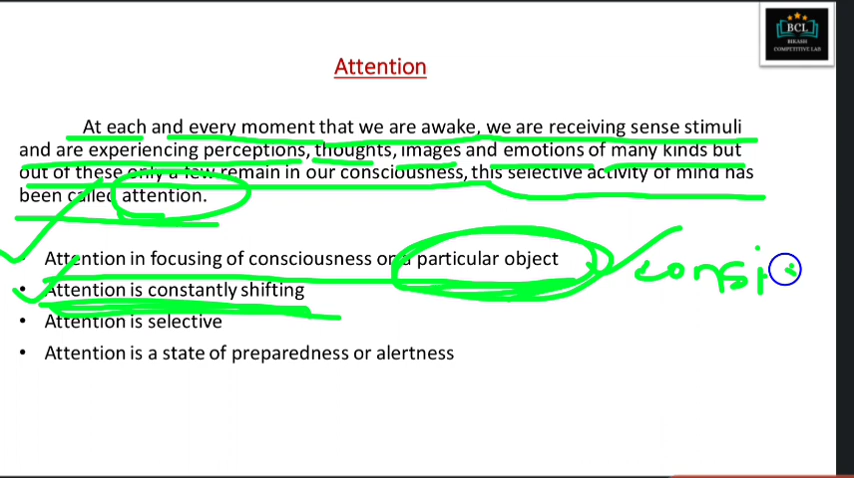 BCL
BIKASH
COMPETITIVE LAB
Attention
At each and every moment that we are awake, we are receiving sense stimuli
and are experiencing perceptions, thoughts, images and emotions of many kinds but
out of these only a few remain in our consciousness, this selective activity of mind has
been called attention.
• Attention in focusing of consciousness on a particular object
• Attention is constantly shifting
• Attention is selective
• Attention is a state of preparedness or alertness